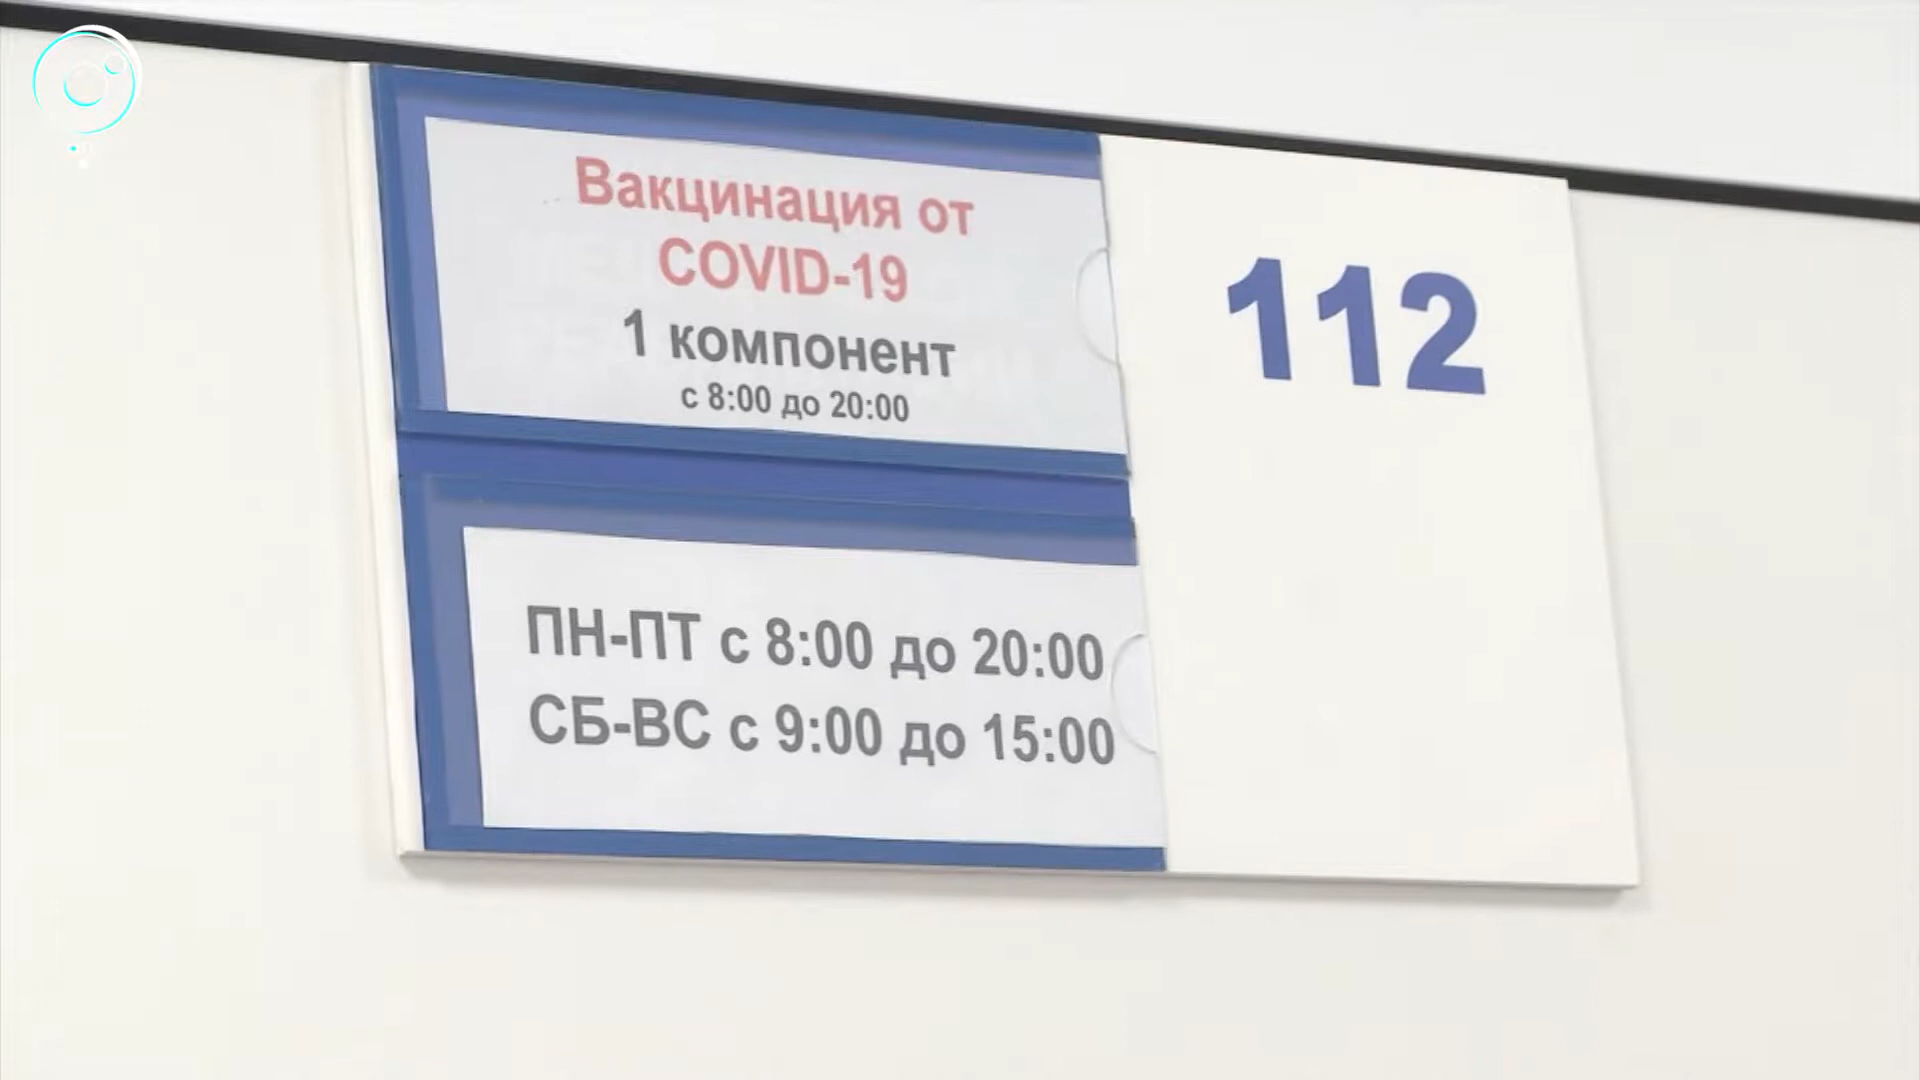 Вакцинация от
COVID-19
1 компонент
с 8:00 до 20:00
112
ПН-ПТ с 8:00 до 20:00
СБ-ВС с 9:00 до 15:00